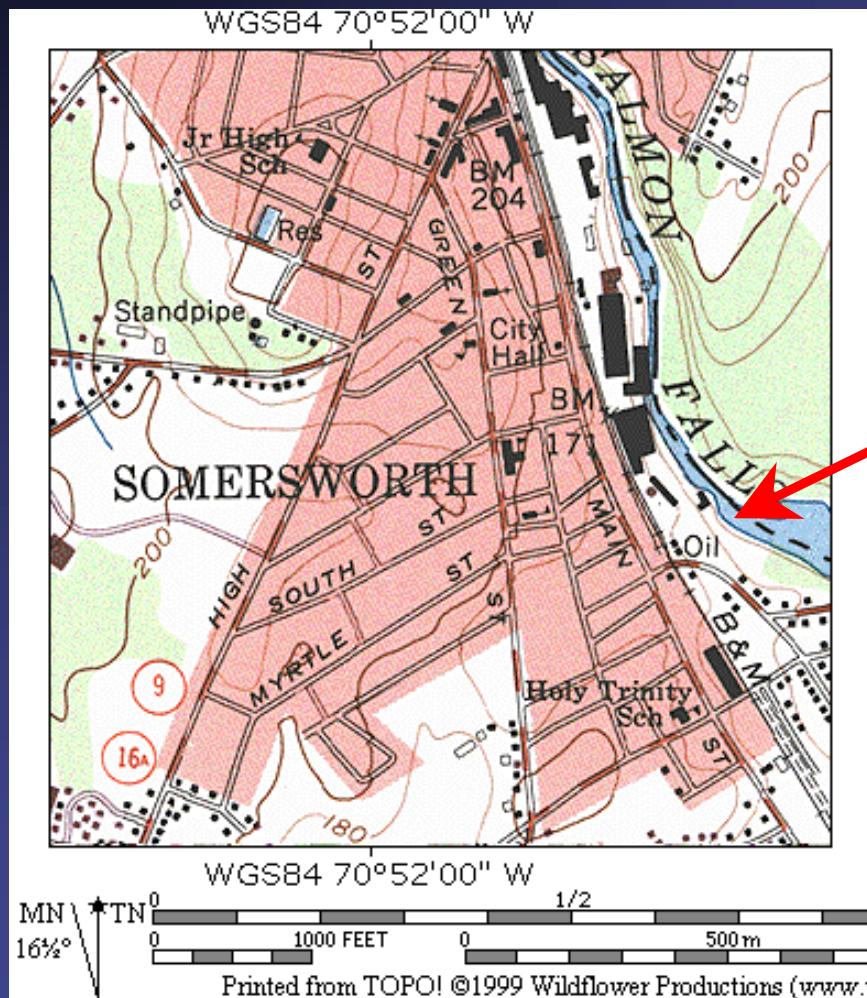 WGS84 70°52'00" W
SALMON
Jr High
Sch
BM
204
200
Res
ST
GREEN
Standpipe
City
Hall
BM
FALLS
SOMERSWORTH
ST
MAIN
200
Oil
HIGH
SOUTH
ST
ST
MYRTLE
B&M
9
Holy Trinity
Sch
16A
ST
180
WGS84 70°52'00" W
MN TN 0 1/2
16½° 0 1000 FEET 0 500 m
Printed from TOPO! ©1999 Wildflower Productions (www.